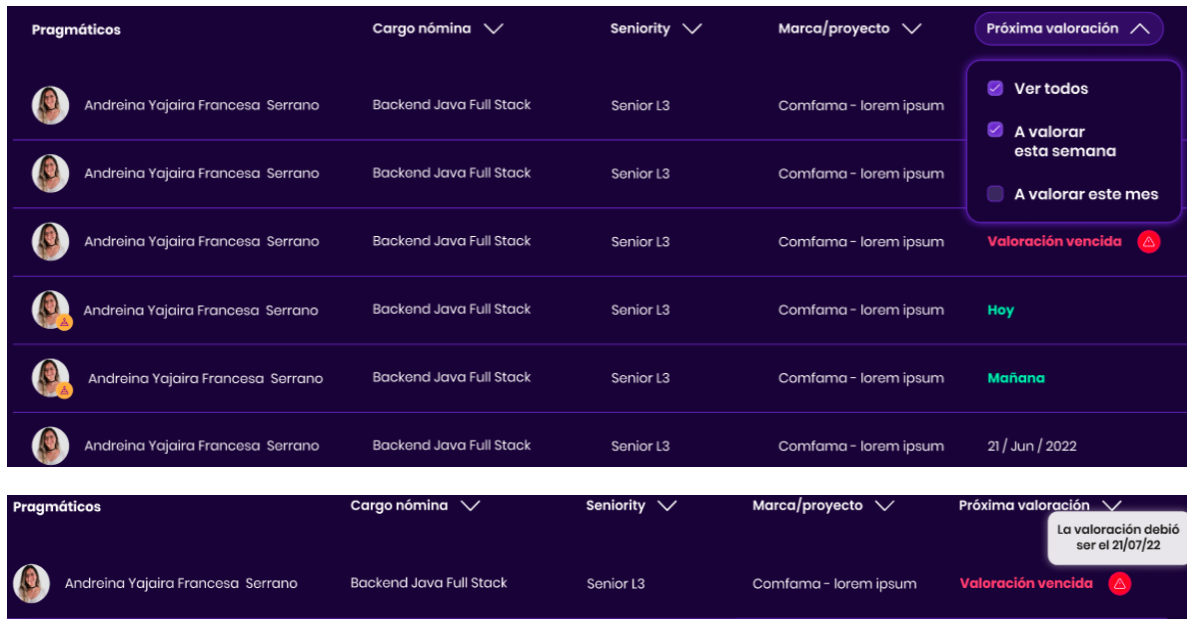 Pragmáticos Cargo nómina Seniority Marca/proyecto Próxima valoración
Andreina Yajaira Francesa Serrano Backend Java Full Stack Senior L3 Comfama - lorem ipsum
Ver todos
A valorar
esta semana
A valorar este mes
Andreina Yajaira Francesa Serrano Backend Java Full Stack Senior L3 Comfama - lorem ipsum
Andreina Yajaira Francesa Serrano Backend Java Full Stack Senior L3 Comfama - lorem ipsum Valoración vencida
Andreina Yajaira Francesa Serrano Backend Java Full Stack Senior L3 Comfama - lorem ipsum Hoy
Andreina Yajaira Francesa Serrano Backend Java Full Stack Senior L3 Comfama - lorem ipsum Mañana
Andreina Yajaira Francesa Serrano Backend Java Full Stack Senior L3 Comfama - lorem ipsum 21 / Jun / 2022
Pragmáticos Cargo nómina Seniority Marca/proyecto Próxima valoración
La valoración debió
ser el 21/07/22
Andreina Yajaira Francesa Serrano Backend Java Full Stack Senior L3 Comfama - lorem ipsum Valoración vencida